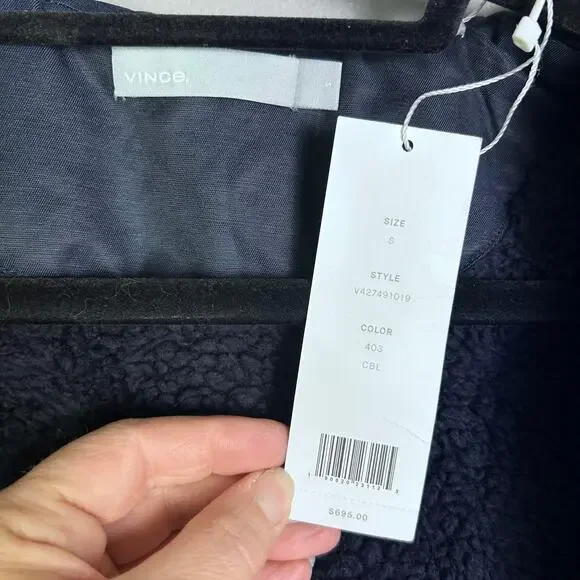 VINCE.
S
SIZE
S
STYLE
V427491019
COLOR
403
CBL
$695.00